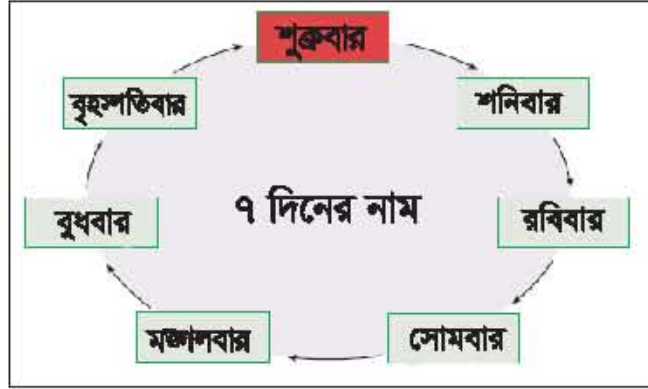 শুক্রবার
শনিবার
রবিবার
সোমবার
মঙ্গলবার
বুধবার
বৃহস্পতিবার
৭ দিনের নাম